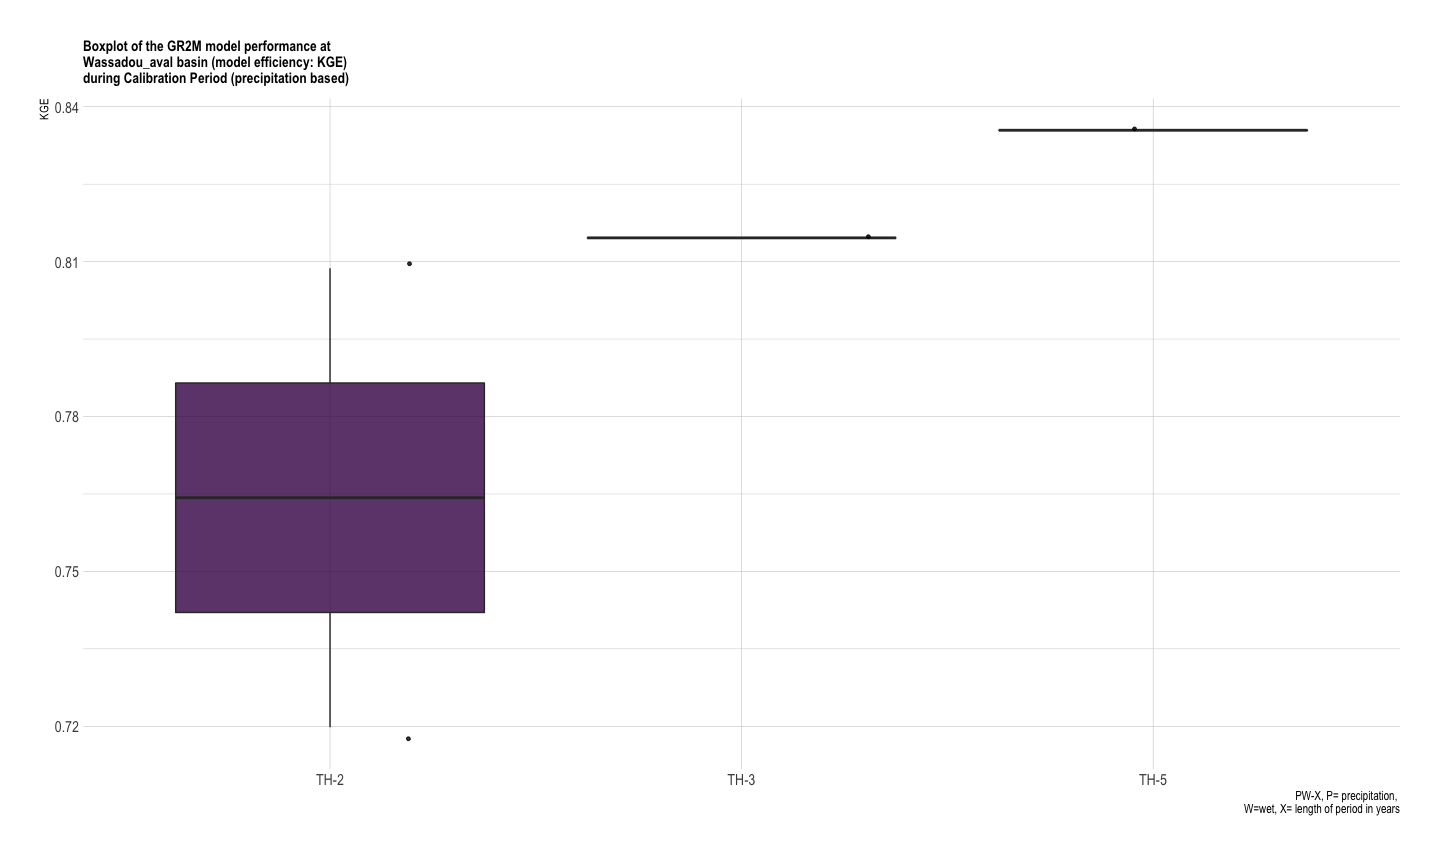 Boxplot of the GR2M model performance at
Wassadou_aval basin (model efficiency: KGE)
during Calibration Period (precipitation based)
KGE
0.84
0.81
0.78
0.75
0.72
TH-2
TH-3
TH-5
PW-X, P= precipitation,
W=wet, X= length of period in years